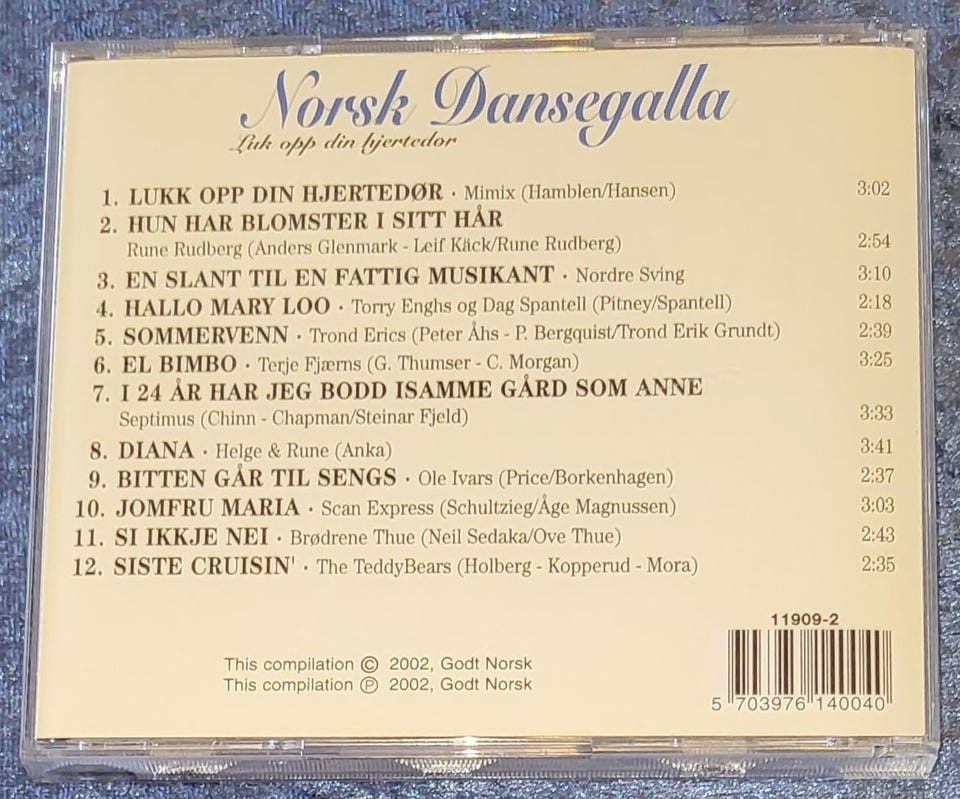 Norsk Dansegalla
Luk opp din hjertedør
1. LUKK OPP DIN HJERTEDØR · Mimix (Hamblen/Hansen) 3:02
2. HUN HAR BLOMSTER I SITT HÅR
Rune Rudberg (Anders Glenmark - Leif Käck/Rune Rudberg) 2:54
3. EN SLANT TIL EN FATTIG MUSIKANT · Nordre Sving 3:10
4. HALLO MARY LOO · Torry Enghs og Dag Spantell (Pitney/Spantell) 2:18
5. SOMMERVENN · Trond Erics (Peter Åhs - P. Bergquist/Trond Erik Grundt) 2:39
6. EL BIMBO · Terje Fjærns (G. Thumser - C. Morgan) 3:25
7. I 24 ÅR HAR JEG BODD ISAMME GÅRD SOM ANNE
Septimus (Chinn - Chapman/Steinar Fjeld) 3:33
8. DIANA · Helge & Rune (Anka) 3:41
9. BITTEN GÅR TIL SENGS · Ole Ivars (Price/Borkenhagen) 2:37
10. JOMFRU MARIA · Scan Express (Schultzieg/Åge Magnussen) 3:03
11. SI IKKJE NEI · Brødrene Thue (Neil Sedaka/Ove Thue) 2:43
12. SISTE CRUISIN' · The TeddyBears (Holberg - Kopperud - Mora) 2:35
11909-2
This compilation © 2002, Godt Norsk
This compilation ℗ 2002, Godt Norsk
5 703976 140040